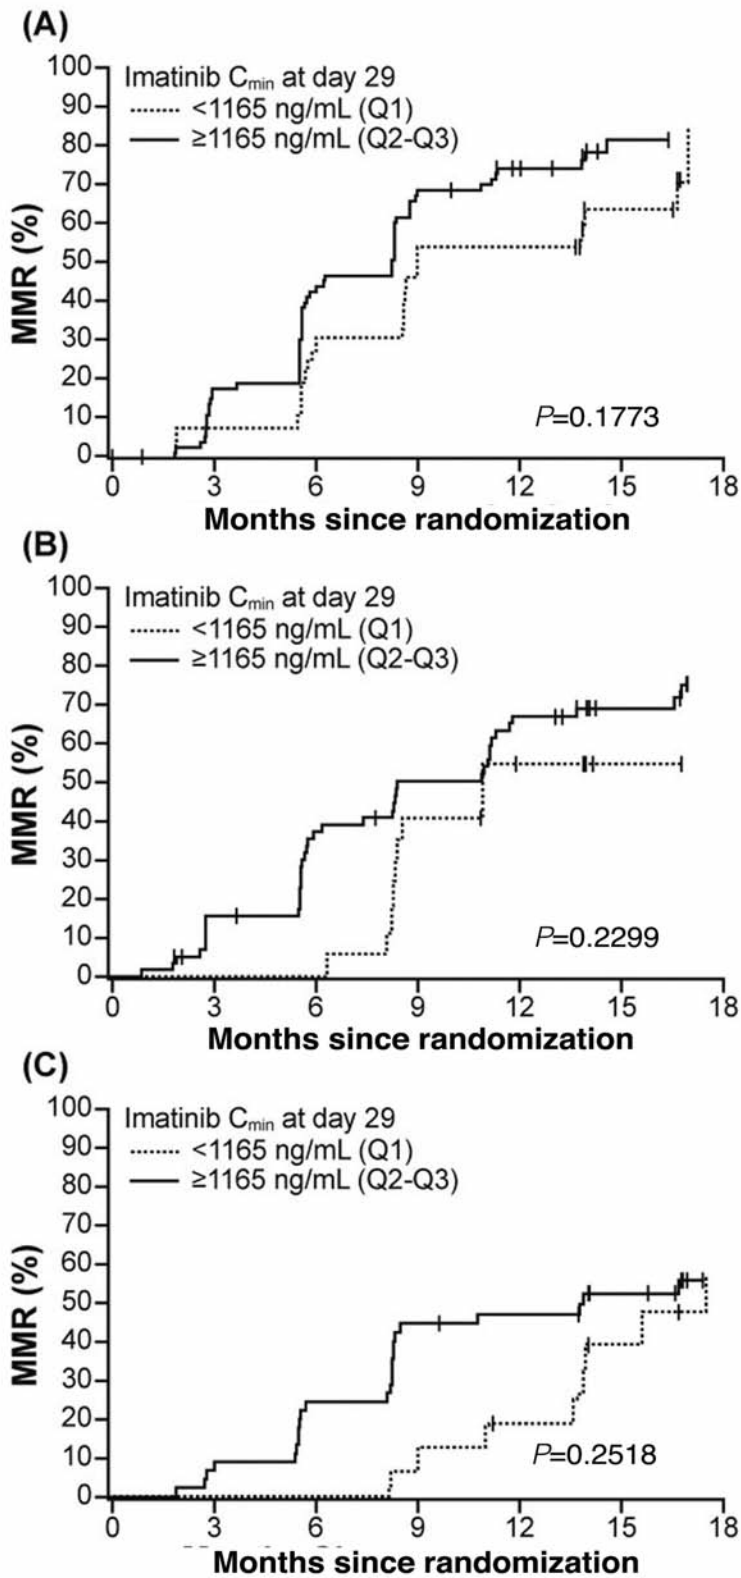 (A)
100
90
80
70
60
50
40
30
20
10
0
MMR (%)
Imatinib Cmin at day 29
<1165 ng/mL (Q1)
≥1165 ng/mL (Q2-Q3)
P=0.1773
0 3 6 9 12 15 18
Months since randomization
(B)
100
90
80
70
60
50
40
30
20
10
0
MMR (%)
Imatinib Cmin at day 29
<1165 ng/mL (Q1)
≥1165 ng/mL (Q2-Q3)
P=0.2299
0 3 6 9 12 15 18
Months since randomization
(C)
100
90
80
70
60
50
40
30
20
10
0
MMR (%)
Imatinib Cmin at day 29
<1165 ng/mL (Q1)
≥1165 ng/mL (Q2-Q3)
P=0.2518
0 3 6 9 12 15 18
Months since randomization